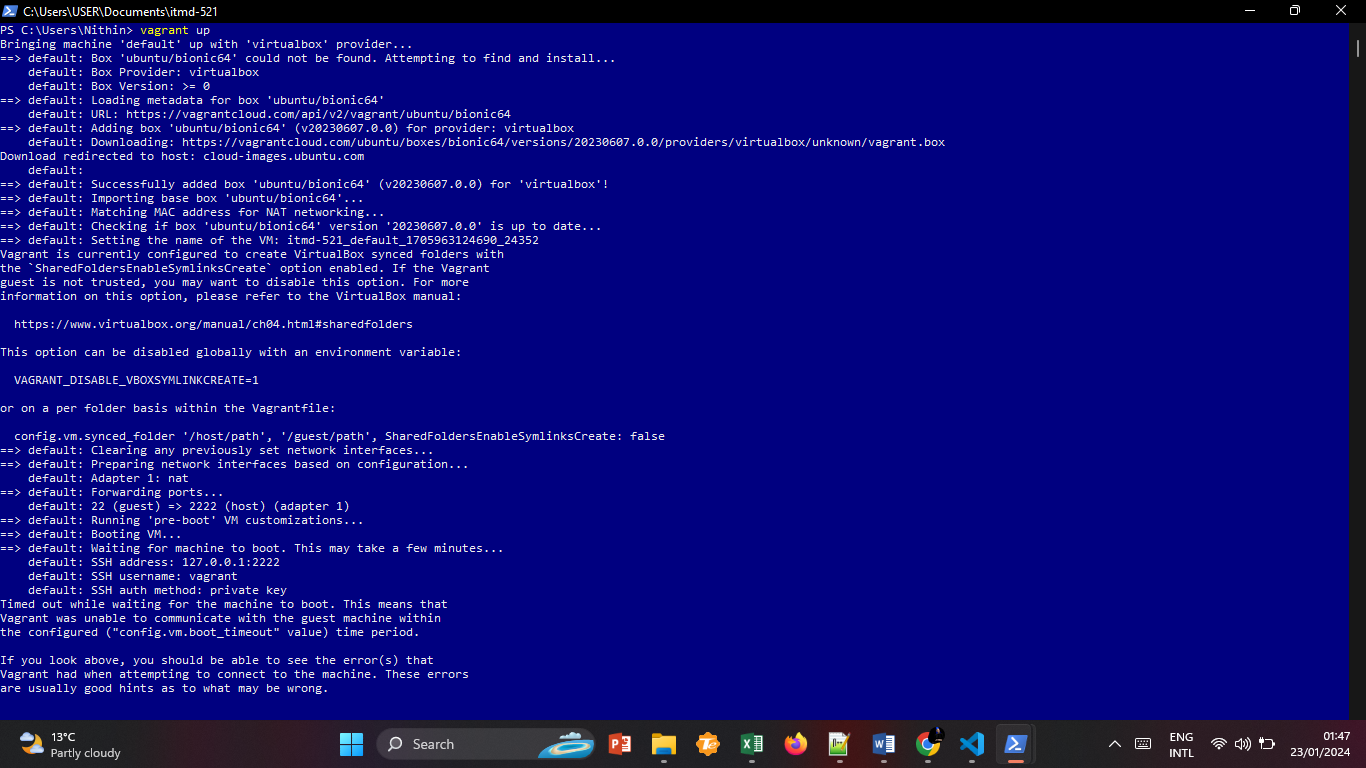 C:\Users\USER\Documents\itmd-521
PS C:\Users\Nithin> vagrant up
Bringing machine 'default' up with 'virtualbox' provider...
==> default: Box 'ubuntu/bionic64' could not be found. Attempting to find and install...
    default: Box Provider: virtualbox
    default: Box Version: >= 0
==> default: Loading metadata for box 'ubuntu/bionic64'
    default: URL: https://vagrantcloud.com/api/v2/vagrant/ubuntu/bionic64
==> default: Adding box 'ubuntu/bionic64' (v20230607.0.0) for provider: virtualbox
    default: Downloading: https://vagrantcloud.com/ubuntu/boxes/bionic64/versions/20230607.0.0/providers/virtualbox/unknown/vagrant.box
Download redirected to host: cloud-images.ubuntu.com
    default:
==> default: Successfully added box 'ubuntu/bionic64' (v20230607.0.0) for 'virtualbox'!
==> default: Importing base box 'ubuntu/bionic64'...
==> default: Matching MAC address for NAT networking...
==> default: Checking if box 'ubuntu/bionic64' version '20230607.0.0' is up to date...
==> default: Setting the name of the VM: itmd-521_default_1705963124690_24352
Vagrant is currently configured to create VirtualBox synced folders with
the `SharedFoldersEnableSymlinksCreate` option enabled. If the Vagrant
guest is not trusted, you may want to disable this option. For more
information on this option, please refer to the VirtualBox manual:
  https://www.virtualbox.org/manual/ch04.html#sharedfolders
This option can be disabled globally with an environment variable:
  VAGRANT_DISABLE_VBOXSYMLINKCREATE=1
or on a per folder basis within the Vagrantfile:
  config.vm.synced_folder '/host/path', '/guest/path', SharedFoldersEnableSymlinksCreate: false
==> default: Clearing any previously set network interfaces...
==> default: Preparing network interfaces based on configuration...
    default: Adapter 1: nat
==> default: Forwarding ports...
    default: 22 (guest) => 2222 (host) (adapter 1)
==> default: Running 'pre-boot' VM customizations...
==> default: Booting VM...
==> default: Waiting for machine to boot. This may take a few minutes...
    default: SSH address: 127.0.0.1:2222
    default: SSH username: vagrant
    default: SSH auth method: private key
Timed out while waiting for the machine to boot. This means that
Vagrant was unable to communicate with the guest machine within
the configured ("config.vm.boot_timeout" value) time period.
If you look above, you should be able to see the error(s) that
Vagrant had when attempting to connect to the machine. These errors
are usually good hints as to what may be wrong.
13°C
Partly cloudy
Search
ENG
INTL
01:47
23/01/2024